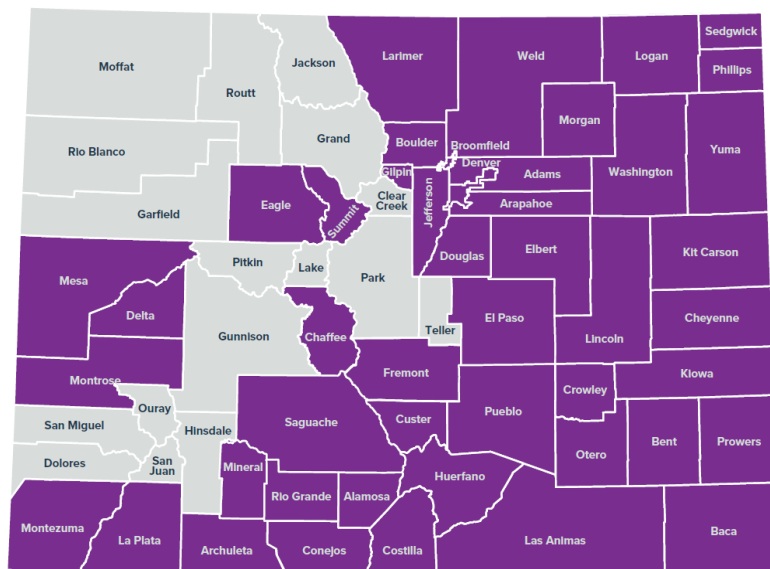 Sedgwick
Jackson
Larimer
Weld
Logan
Moffat
Phillips
Routt
Morgan
Grand
Boulder
Broomfield
Rio Blanco
Yuma
Denver
Gilpin
Adams
Washington
Clear
Creek
Jefferson
Eagle
Summit
Arapahoe
Garfield
Elbert
Kit Carson
Douglas
Pitkin
Lake
Park
Mesa
Delta
El Paso
Cheyenne
Teller
Gunnison
Chaffee
Lincoln
Fremont
Montrose
Crowley
Kiowa
Ouray
Pueblo
Custer
San Miguel
Hinsdale
Saguache
Bent
Prowers
Otero
Dolores
San
Juan
Mineral
Huerfano
Rio Grande
Alamosa
Montezuma
Baca
La Plata
Las Animas
Archuleta
Conejos
Costilla